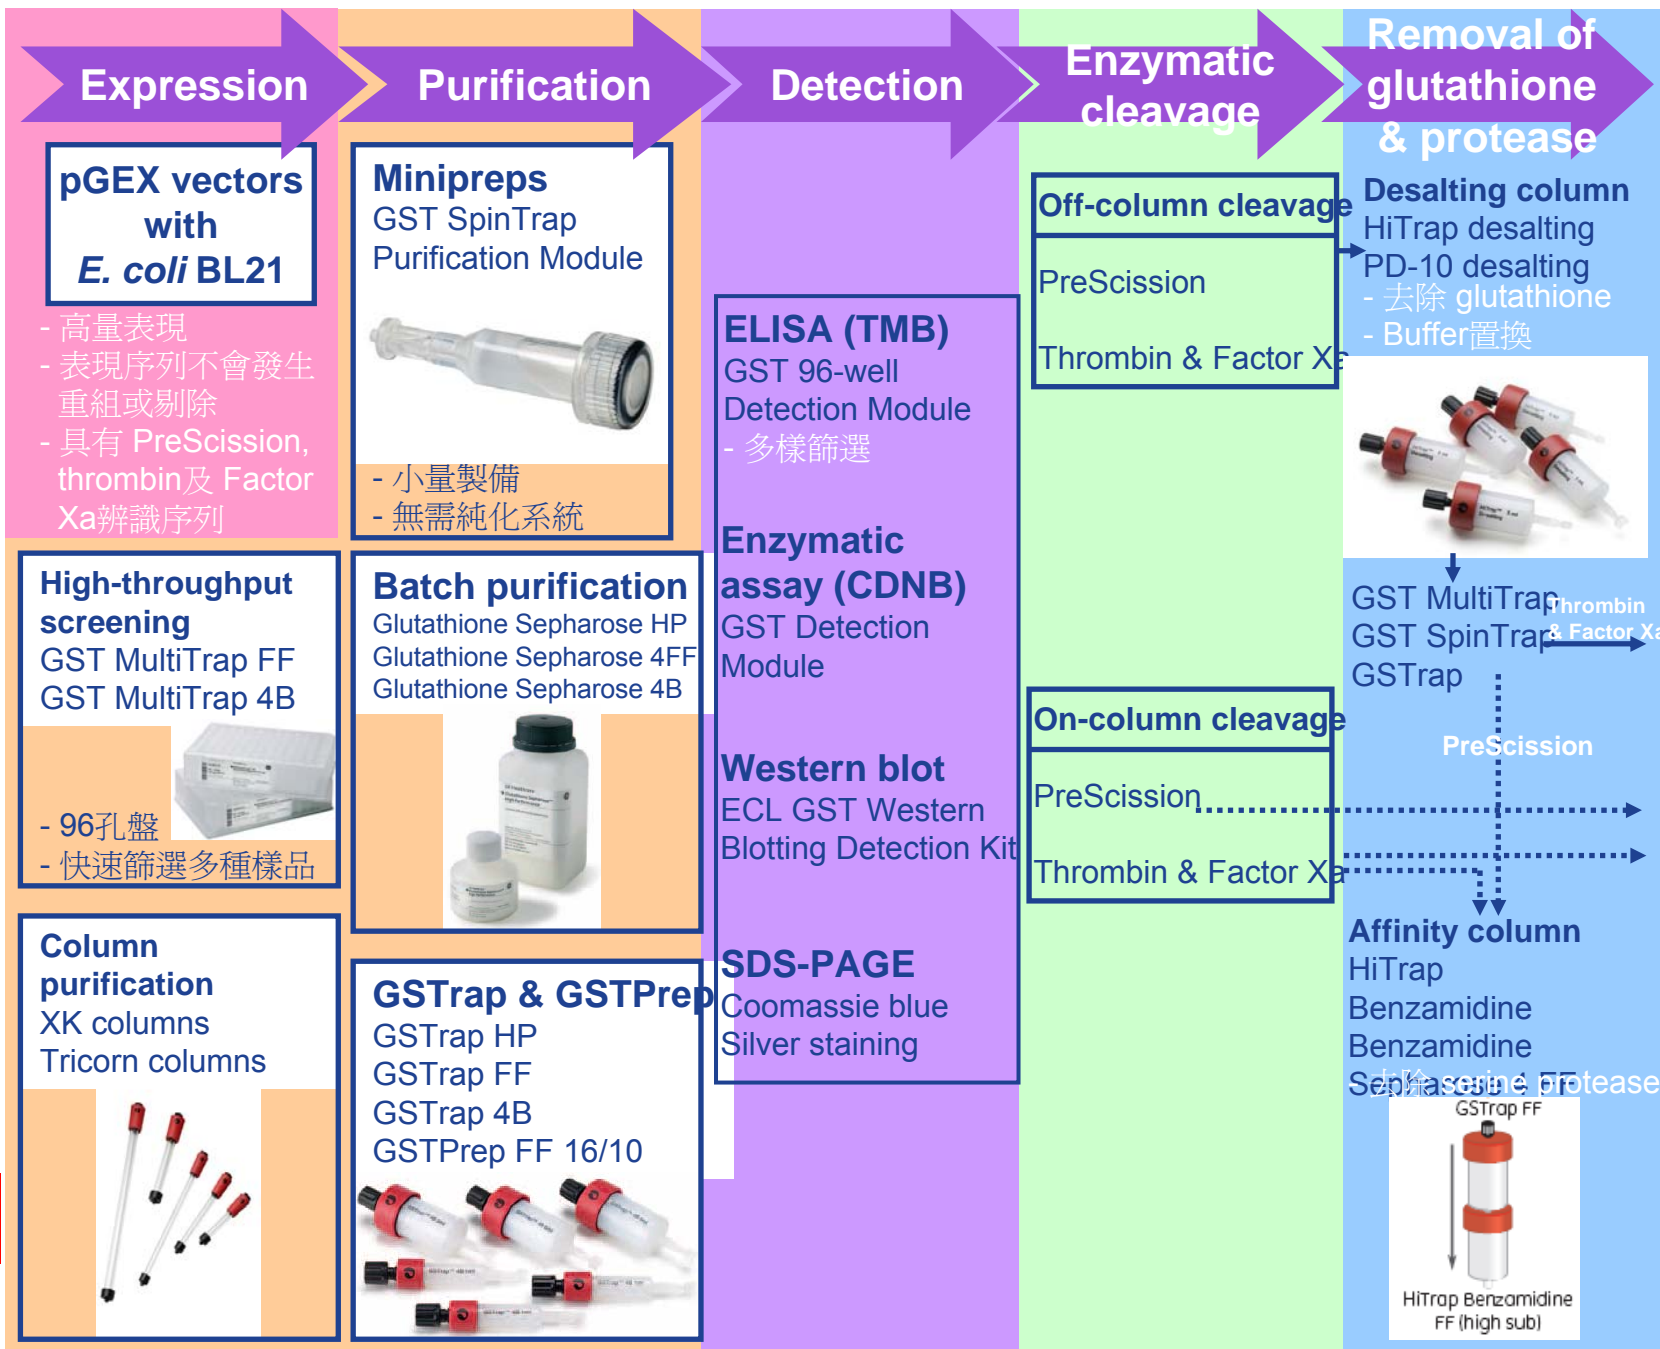 Expression
Purification
Detection
Enzymatic
cleavage
Removal of
glutathione
& protease
pGEX vectors
with
E. coli BL21
- 高量表現
- 表現序列不會發生
重組或剔除
- 具有 PreScission,
thrombin及 Factor
Xa辨識序列
High-throughput
screening
GST MultiTrap FF
GST MultiTrap 4B
- 96孔盤
- 快速篩選多種樣品
Column
purification
XK columns
Tricorn columns
Minipreps
GST SpinTrap
Purification Module
- 小量製備
- 無需純化系統
Batch purification
Glutathione Sepharose HP
Glutathione Sepharose 4FF
Glutathione Sepharose 4B
GSTrap & GSTPrep
GSTrap HP
GSTrap FF
GSTrap 4B
GSTPrep FF 16/10
ELISA (TMB)
GST 96-well
Detection Module
- 多樣篩選
Enzymatic
assay (CDNB)
GST Detection
Module
Western blot
ECL GST Western
Blotting Detection Kit
SDS-PAGE
Coomassie blue
Silver staining
Off-column cleavage
PreScission
Thrombin & Factor Xa
On-column cleavage
PreScission
Thrombin & Factor Xa
Desalting column
HiTrap desalting
PD-10 desalting
- 去除 glutathione
- Buffer置換
GST MultiTrap
GST SpinTrap
GSTrap
Thrombin
& Factor Xa
PreScission
Affinity column
HiTrap
Benzamidine
Benzamidine
Sepharose 4 FF
- 去除 serine protease
GSTrap FF
HiTrap Benzamidine
FF (high sub)